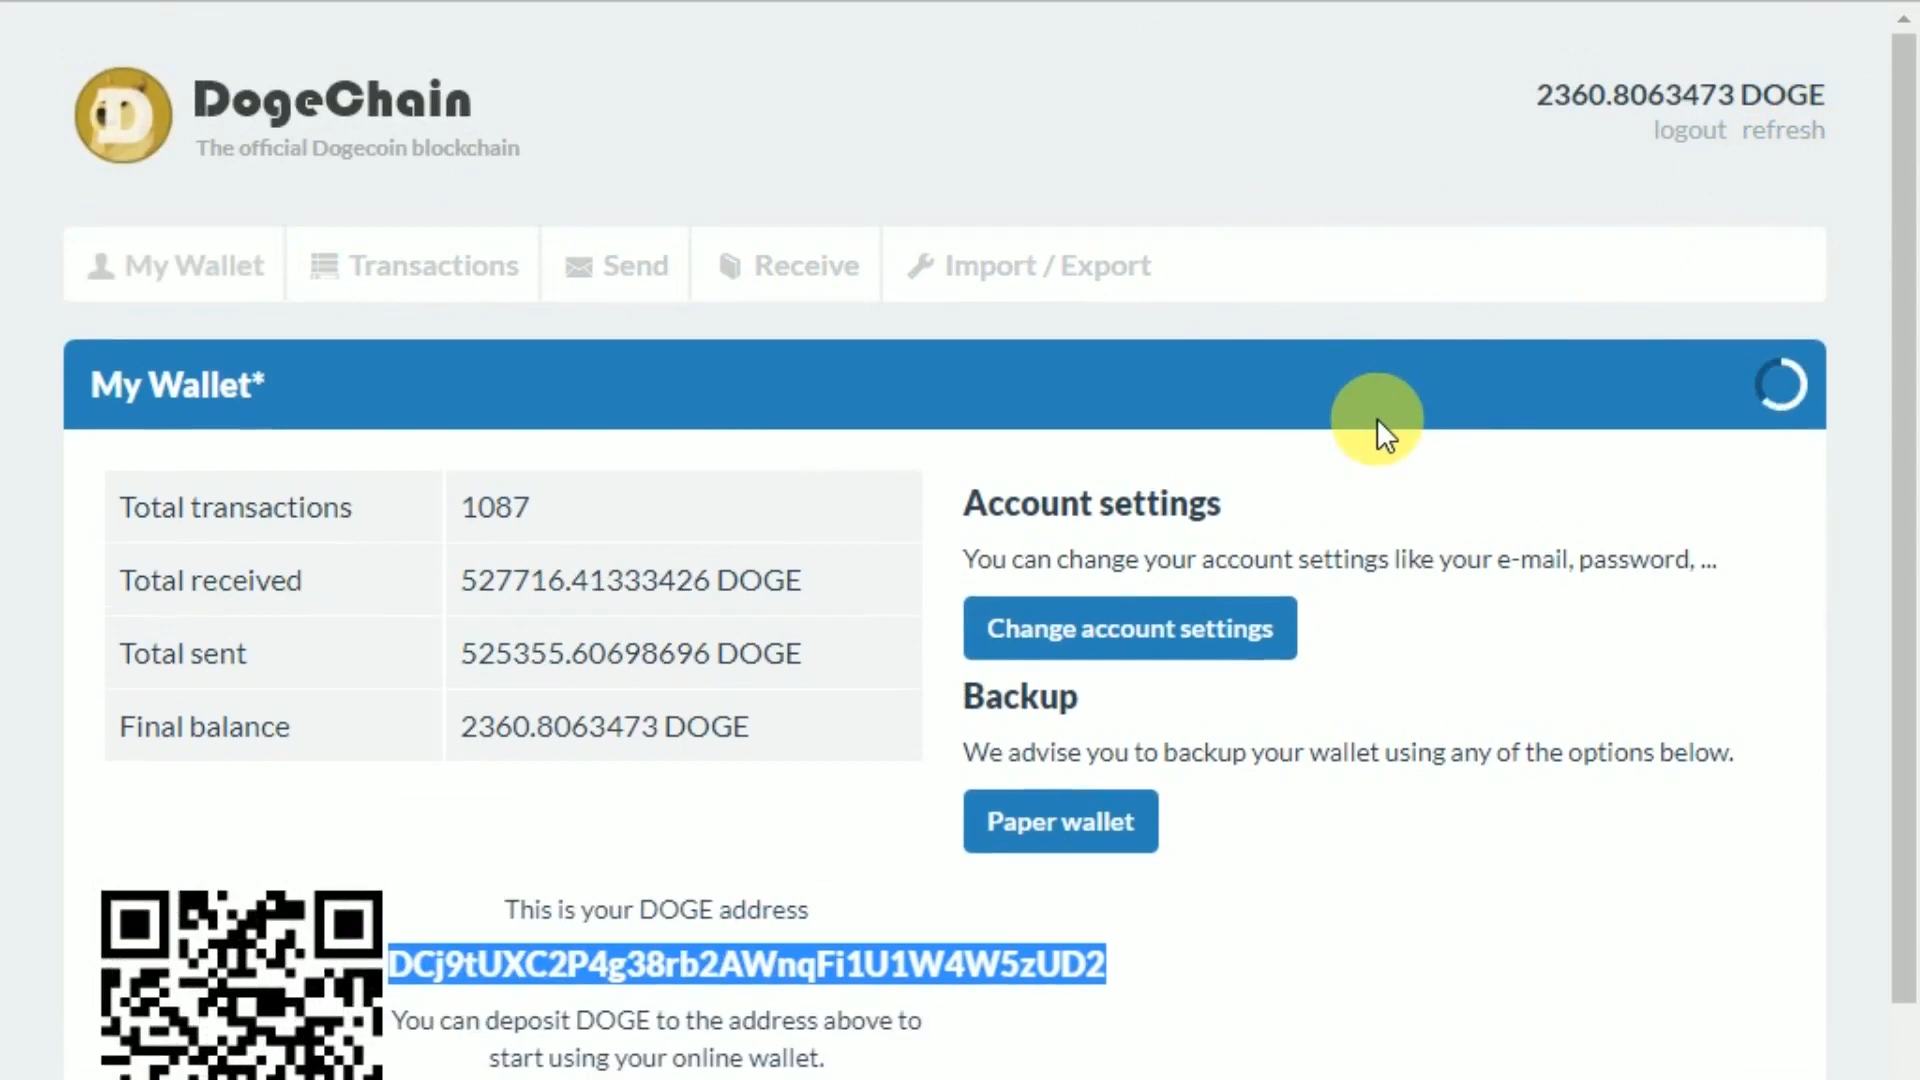 DogeChain
The official Dogecoin blockchain
2360.8063473 DOGE
logout refresh
My Wallet
Transactions
Send
Receive
Import / Export
My Wallet*
Total transactions 1087
Total received 527716.41333426 DOGE
Total sent 525355.60698696 DOGE
Final balance 2360.8063473 DOGE
Account settings
You can change your account settings like your e-mail, password, ...
Change account settings
Backup
We advise you to backup your wallet using any of the options below.
Paper wallet
This is your DOGE address
DCj9tUXC2P4g38rb2AWnqFi1U1W4W5zUD2
You can deposit DOGE to the address above to
start using your online wallet.